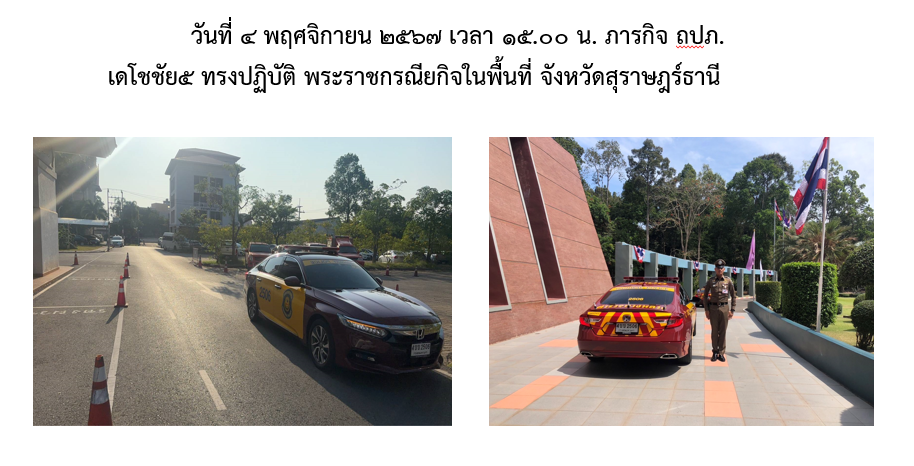 วันที่ ๔ พฤศจิกายน ๒๕๖๗ เวลา ๑๕.๐๐ น. ภารกิจ ถปภ.
เดโชชัย๕ ทรงปฏิบัติ พระราชกรณียกิจในพื้นที่ จังหวัดสุราษฎร์ธานี